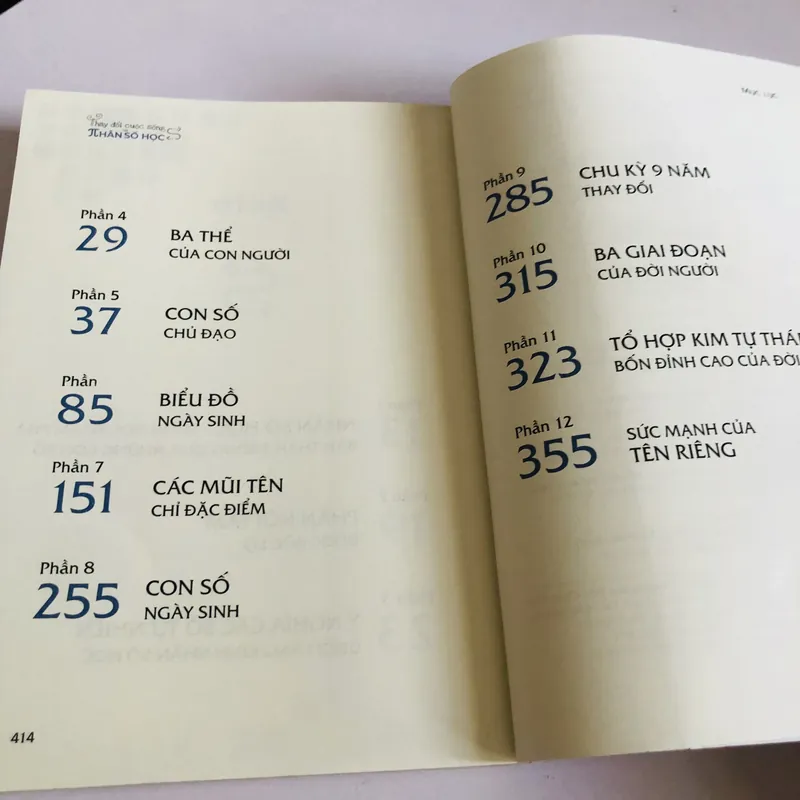 Thay đổi cuộc sống
NHÂN SỐ HỌC
Phần 4
29
BA THỂ
CỦA CON NGƯỜI
Phần 5
37
CON SỐ
CHỦ ĐẠO
Phần
85
BIỂU ĐỒ
NGÀY SINH
Phần 7
151
CÁC MŨI TÊN
CHỈ ĐẶC ĐIỂM
Phần 8
255
CON SỐ
NGÀY SINH
414
Mục lục
Phần 9
285
CHU KỲ 9 NĂM
THAY ĐỔI
Phần 10
315
BA GIAI ĐOẠN
CỦA ĐỜI NGƯỜI
Phần 11
323
TỔ HỢP KIM TỰ THÁ
BỐN ĐỈNH CAO CỦA ĐỜI
Phần 12
355
SỨC MẠNH CỦA
TÊN RIÊNG